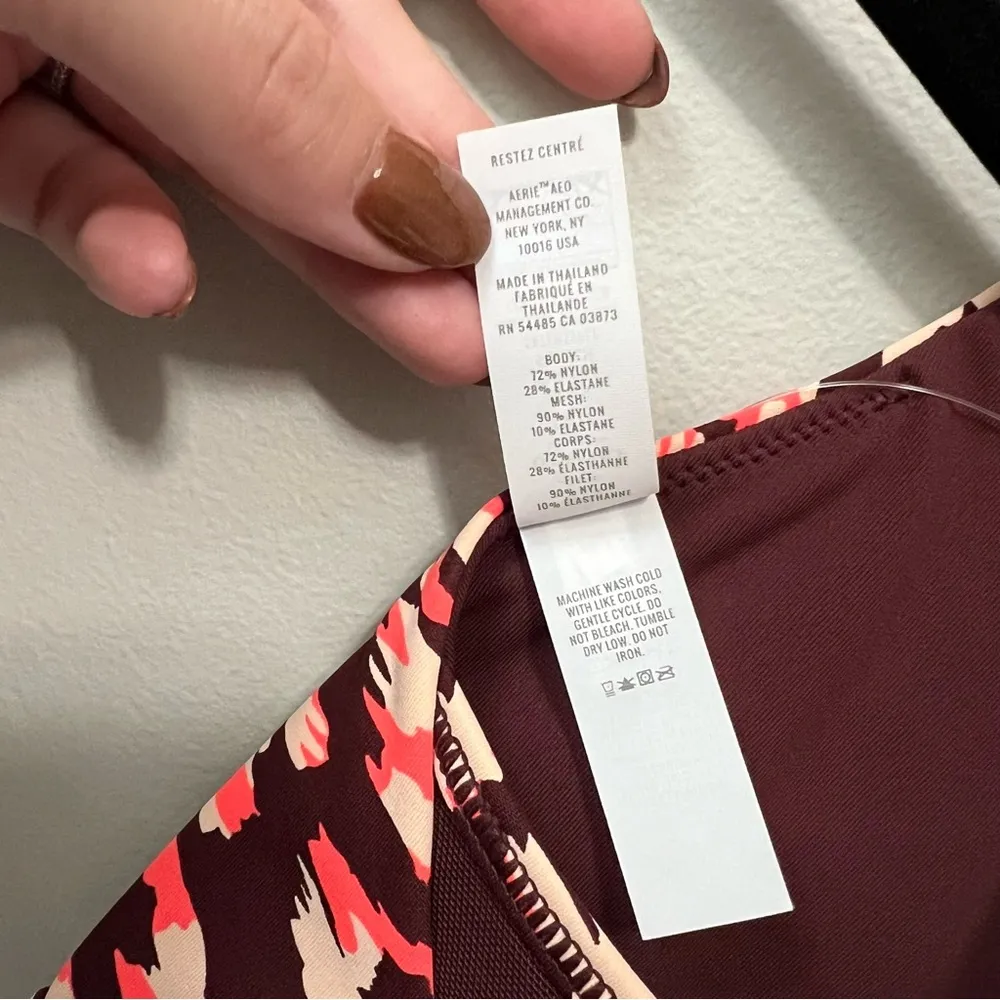 RESTEZ CENTRÉ
AERIE™ AEO
MANAGEMENT CO.
NEW YORK, NY
10016 USA
MADE IN THAILAND
FABRIQUÉ EN
THAILANDE
RN 54485 CA 03873
BODY:
72% NYLON
28% ELASTANE
MESH:
90% NYLON
10% ELASTANE
CORPS:
72% NYLON
28% ÉLASTHANNE
FILET:
90% NYLON
10% ÉLASTHANNE
MACHINE WASH COLD
WITH LIKE COLORS,
GENTLE CYCLE. DO
NOT BLEACH. TUMBLE
DRY LOW. DO NOT
IRON.